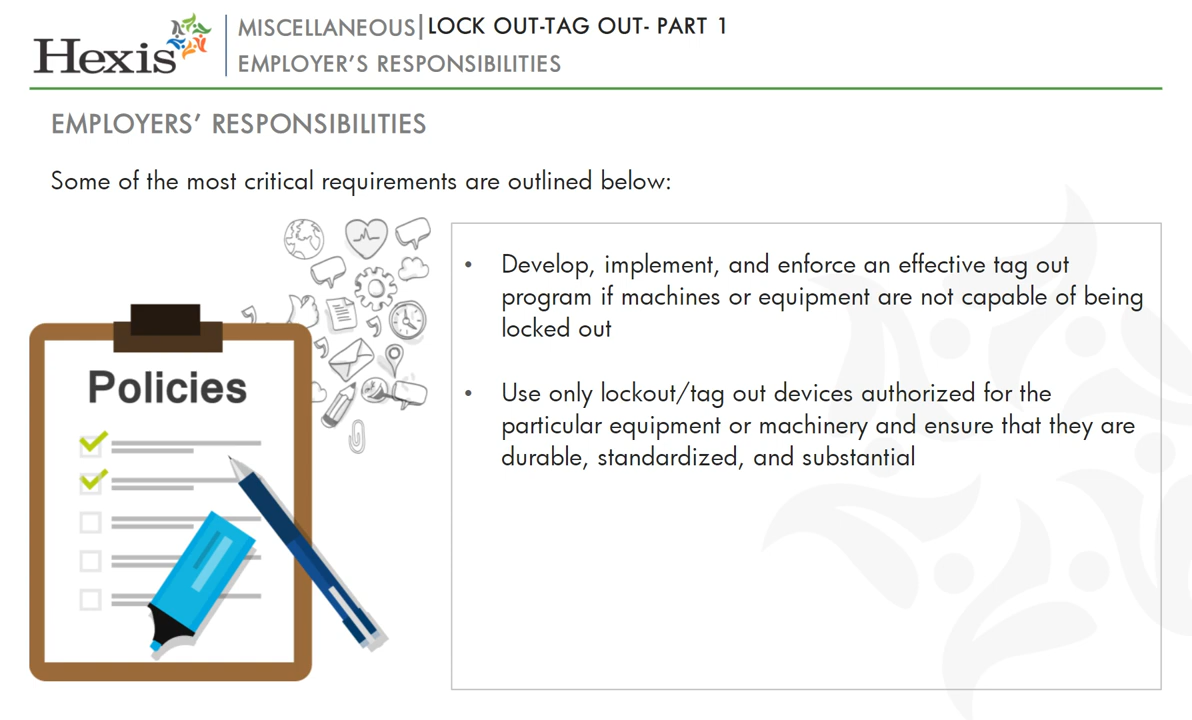 Hexis
MISCELLANEOUS|LOCK OUT-TAG OUT- PART 1
EMPLOYER'S RESPONSIBILITIES
EMPLOYERS' RESPONSIBILITIES
Some of the most critical requirements are outlined below:
Policies
• Develop, implement, and enforce an effective tag out
program if machines or equipment are not capable of being
locked out
• Use only lockout/tag out devices authorized for the
particular equipment or machinery and ensure that they are
durable, standardized, and substantial